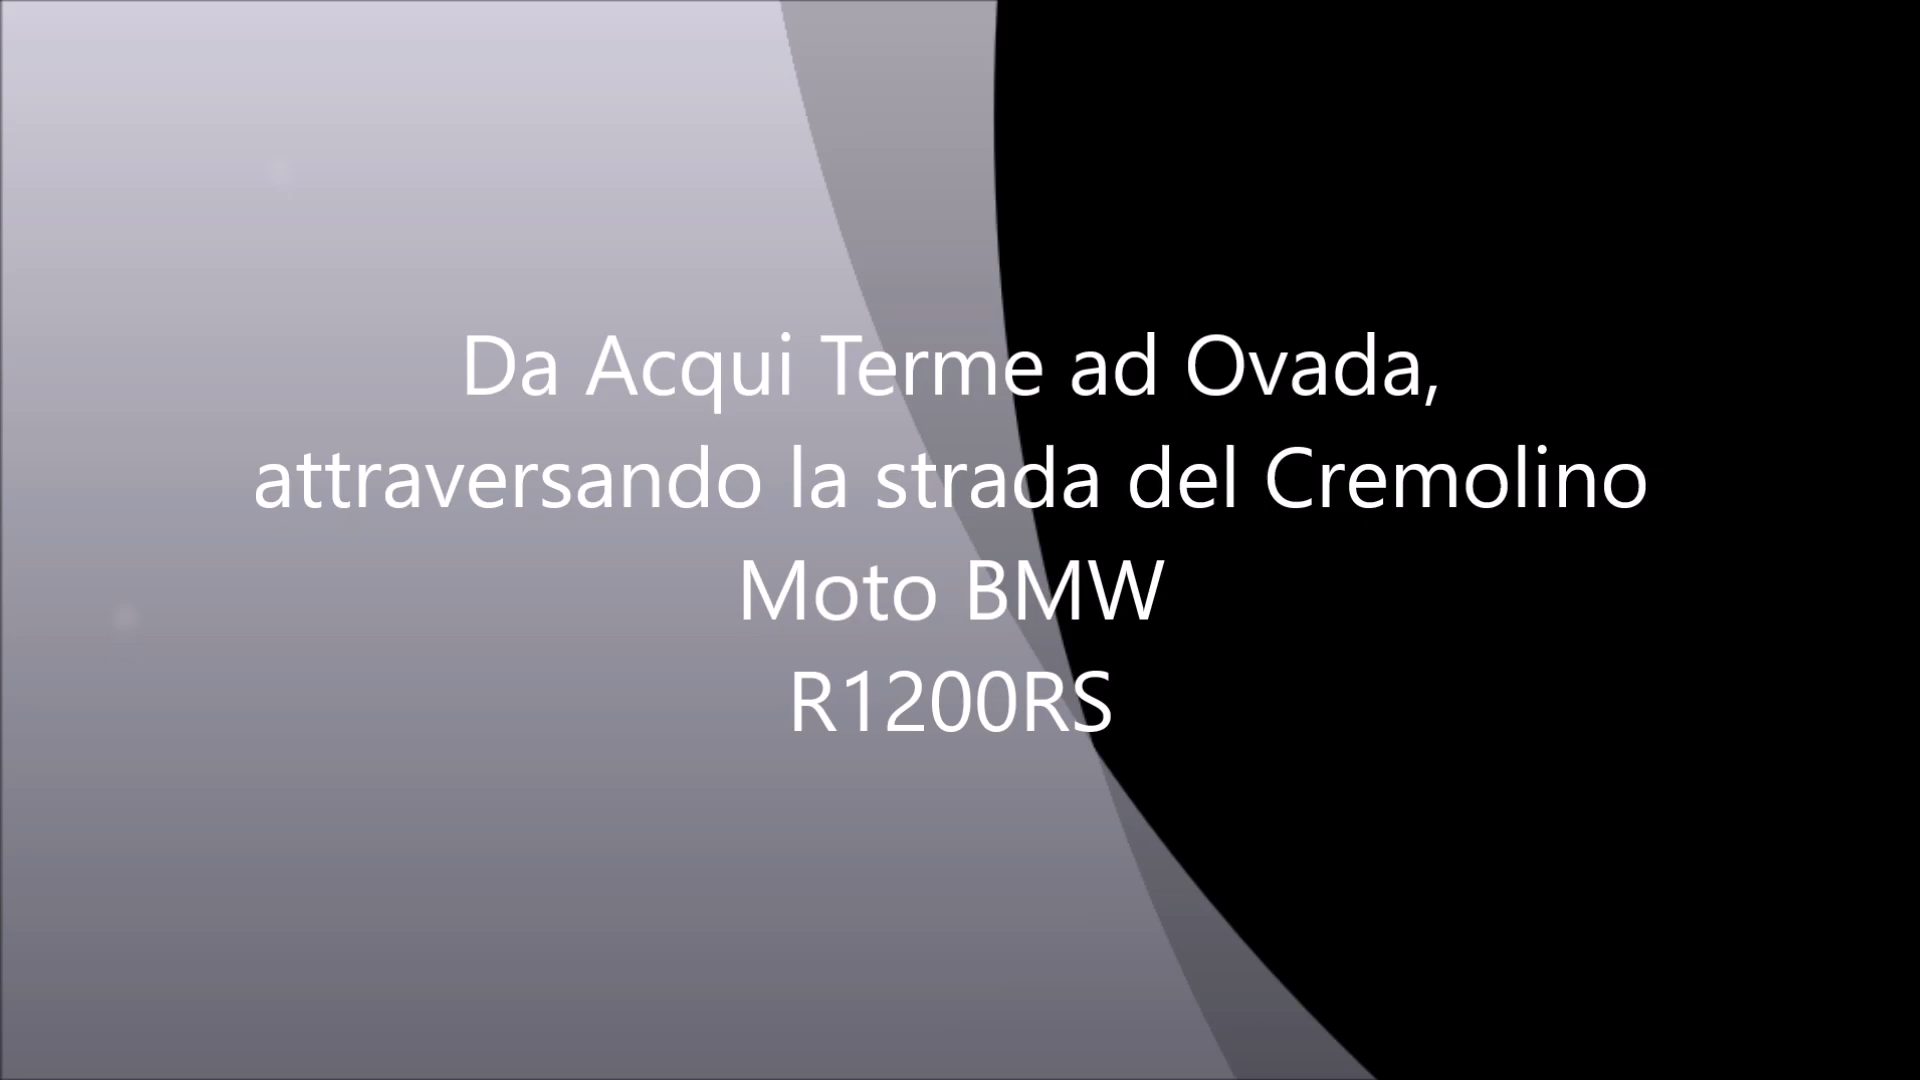 Da Acqui Terme ad Ovada,
attraversando la strada del Cremolino
Moto BMW
R1200RS